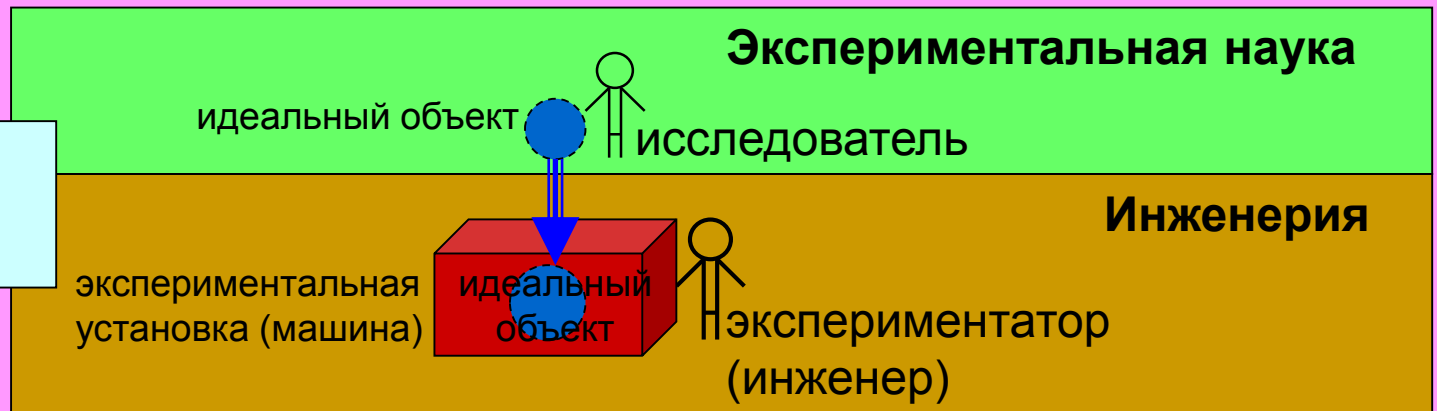 Экспериментальная наука
идеальный объект
исследователь
Инженерия
экспериментальная
установка (машина)
идеальный
объект
экспериментатор
(инженер)